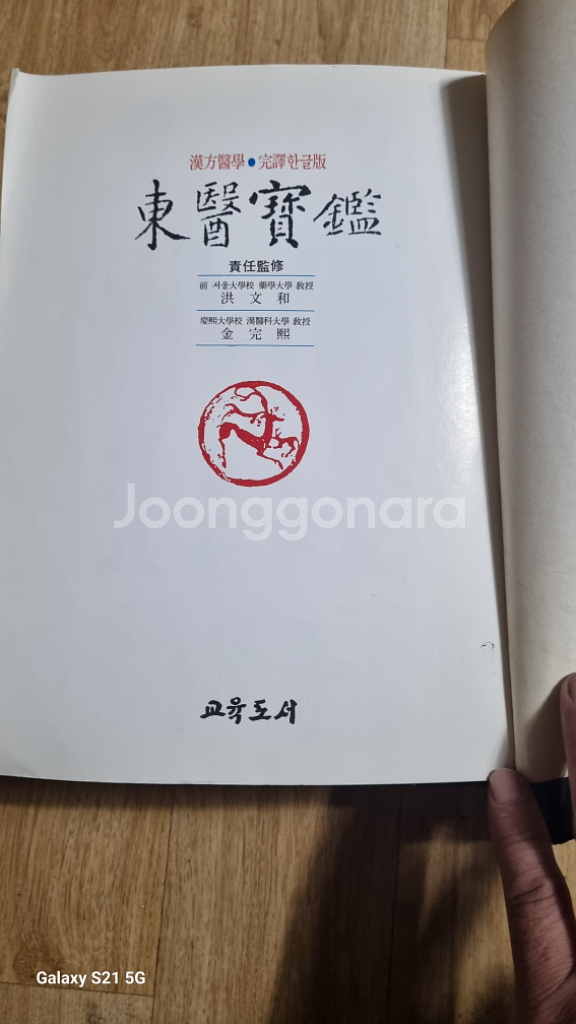 漢方醫學●完譯한글版
東醫寶鑑
責任監修
前 서울大學校 藥學大學 敎授
洪文和
慶熙大學校 漢醫科大學 敎授
金完熙
Joonggonara
교육도서
Galaxy S21 5G